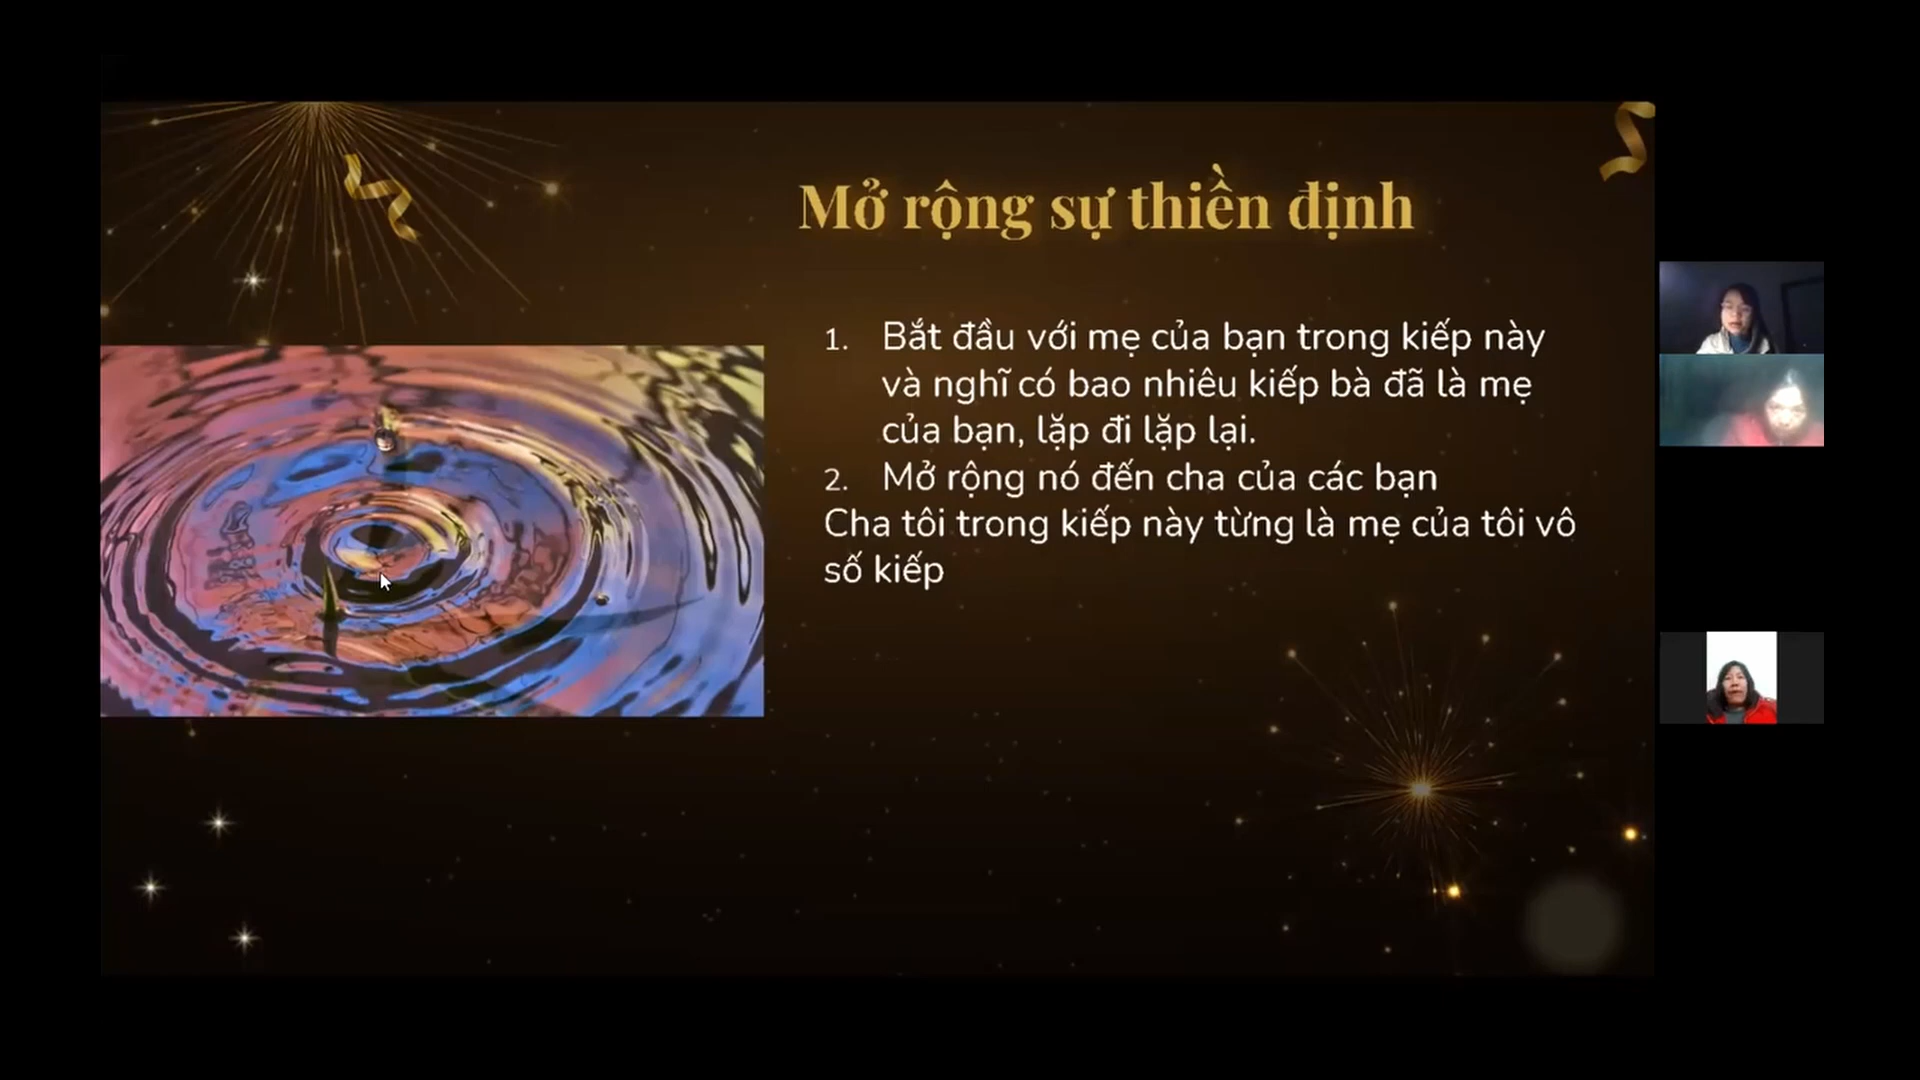 Mở rộng sự thiền định
1. Bắt đầu với mẹ của bạn trong kiếp này
và nghĩ có bao nhiêu kiếp bà đã là mẹ
của bạn, lặp đi lặp lại.
2. Mở rộng nó đến cha của các bạn
Cha tôi trong kiếp này từng là mẹ của tôi vô
số kiếp